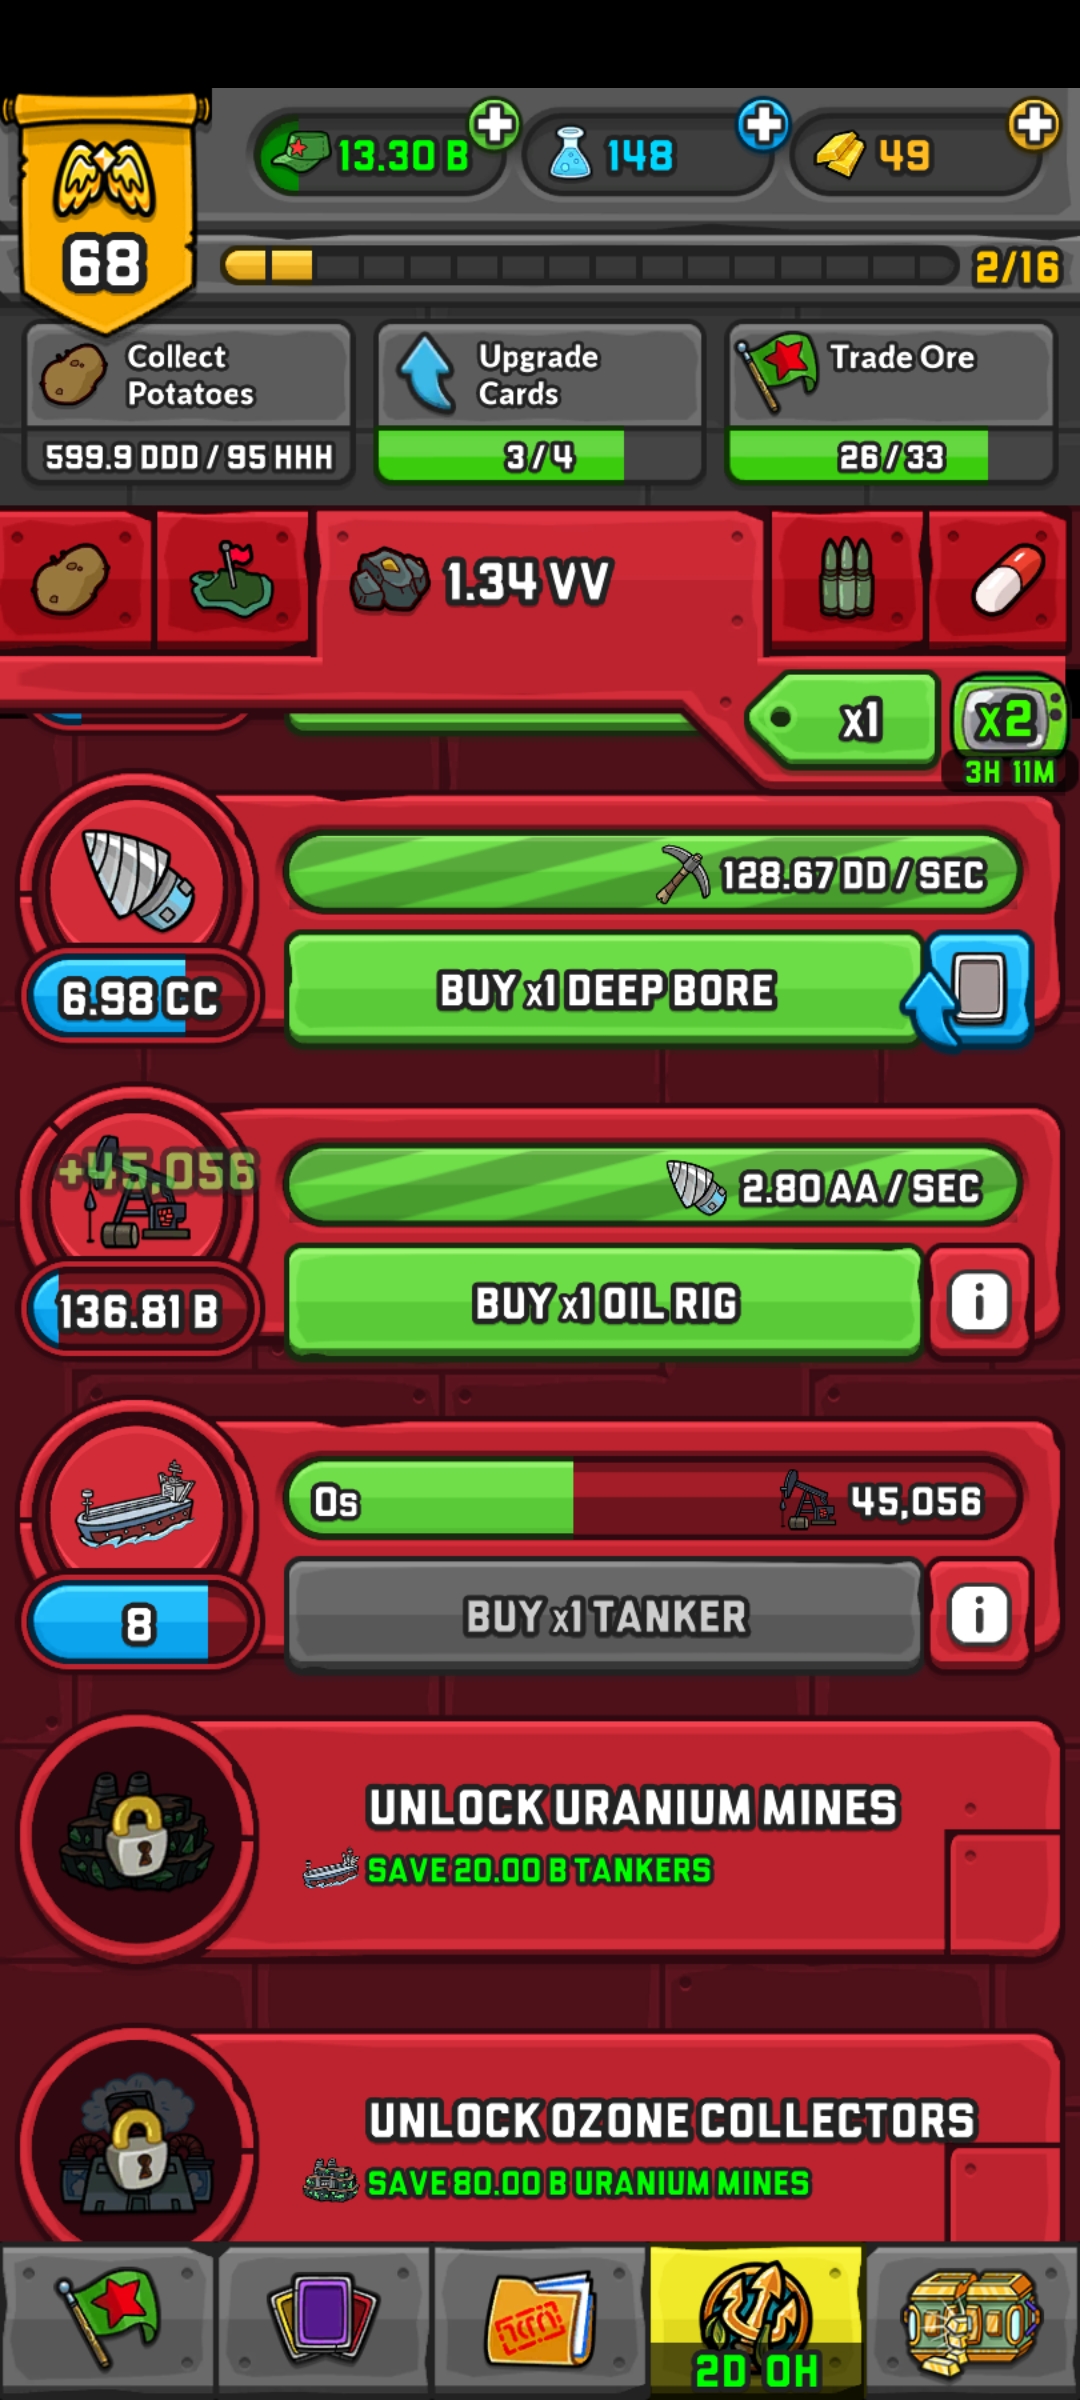 13.30 B
148
49
68
2/16
Collect
Potatoes
Upgrade
Cards
Trade Ore
599.9 DDD / 95 HHH
3/4
26/33
1.34 VV
x1
x2
3H 11M
128.67 DD / SEC
6.98 CC
BUY x1 DEEP BORE
+45,056
2.80 AA / SEC
136.81 B
BUY x1 OIL RIG
0s
45,056
8
BUY x1 TANKER
UNLOCK URANIUM MINES
SAVE 20.00 B TANKERS
UNLOCK OZONE COLLECTORS
SAVE 80.00 B URANIUM MINES
2D 0H